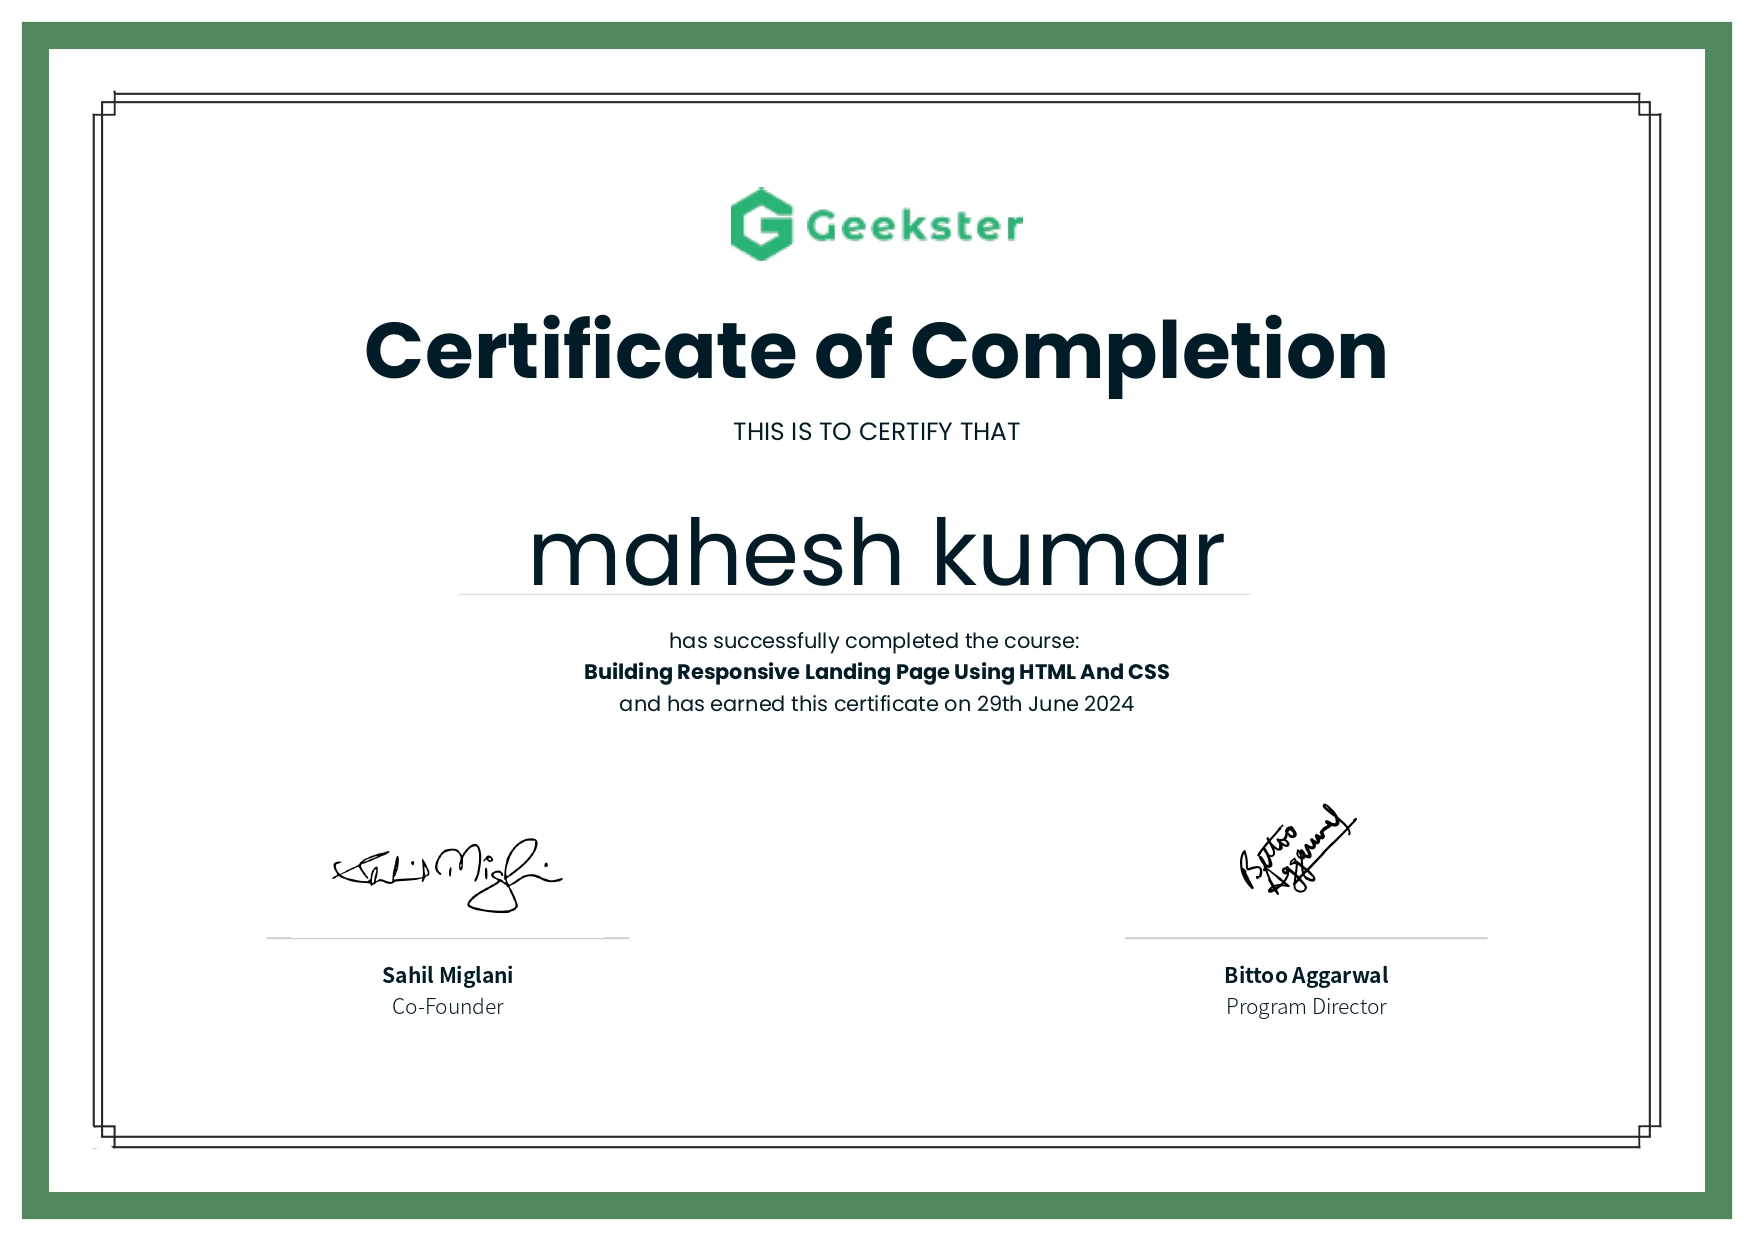 Geekster
Certificate of Completion
THIS IS TO CERTIFY THAT
mahesh kumar
has successfully completed the course:
Building Responsive Landing Page Using HTML And CSS
and has earned this certificate on 29th June 2024
Sahil Miglani
Bittoo
Aggarwal
Sahil Miglani
Co-Founder
Bittoo Aggarwal
Program Director